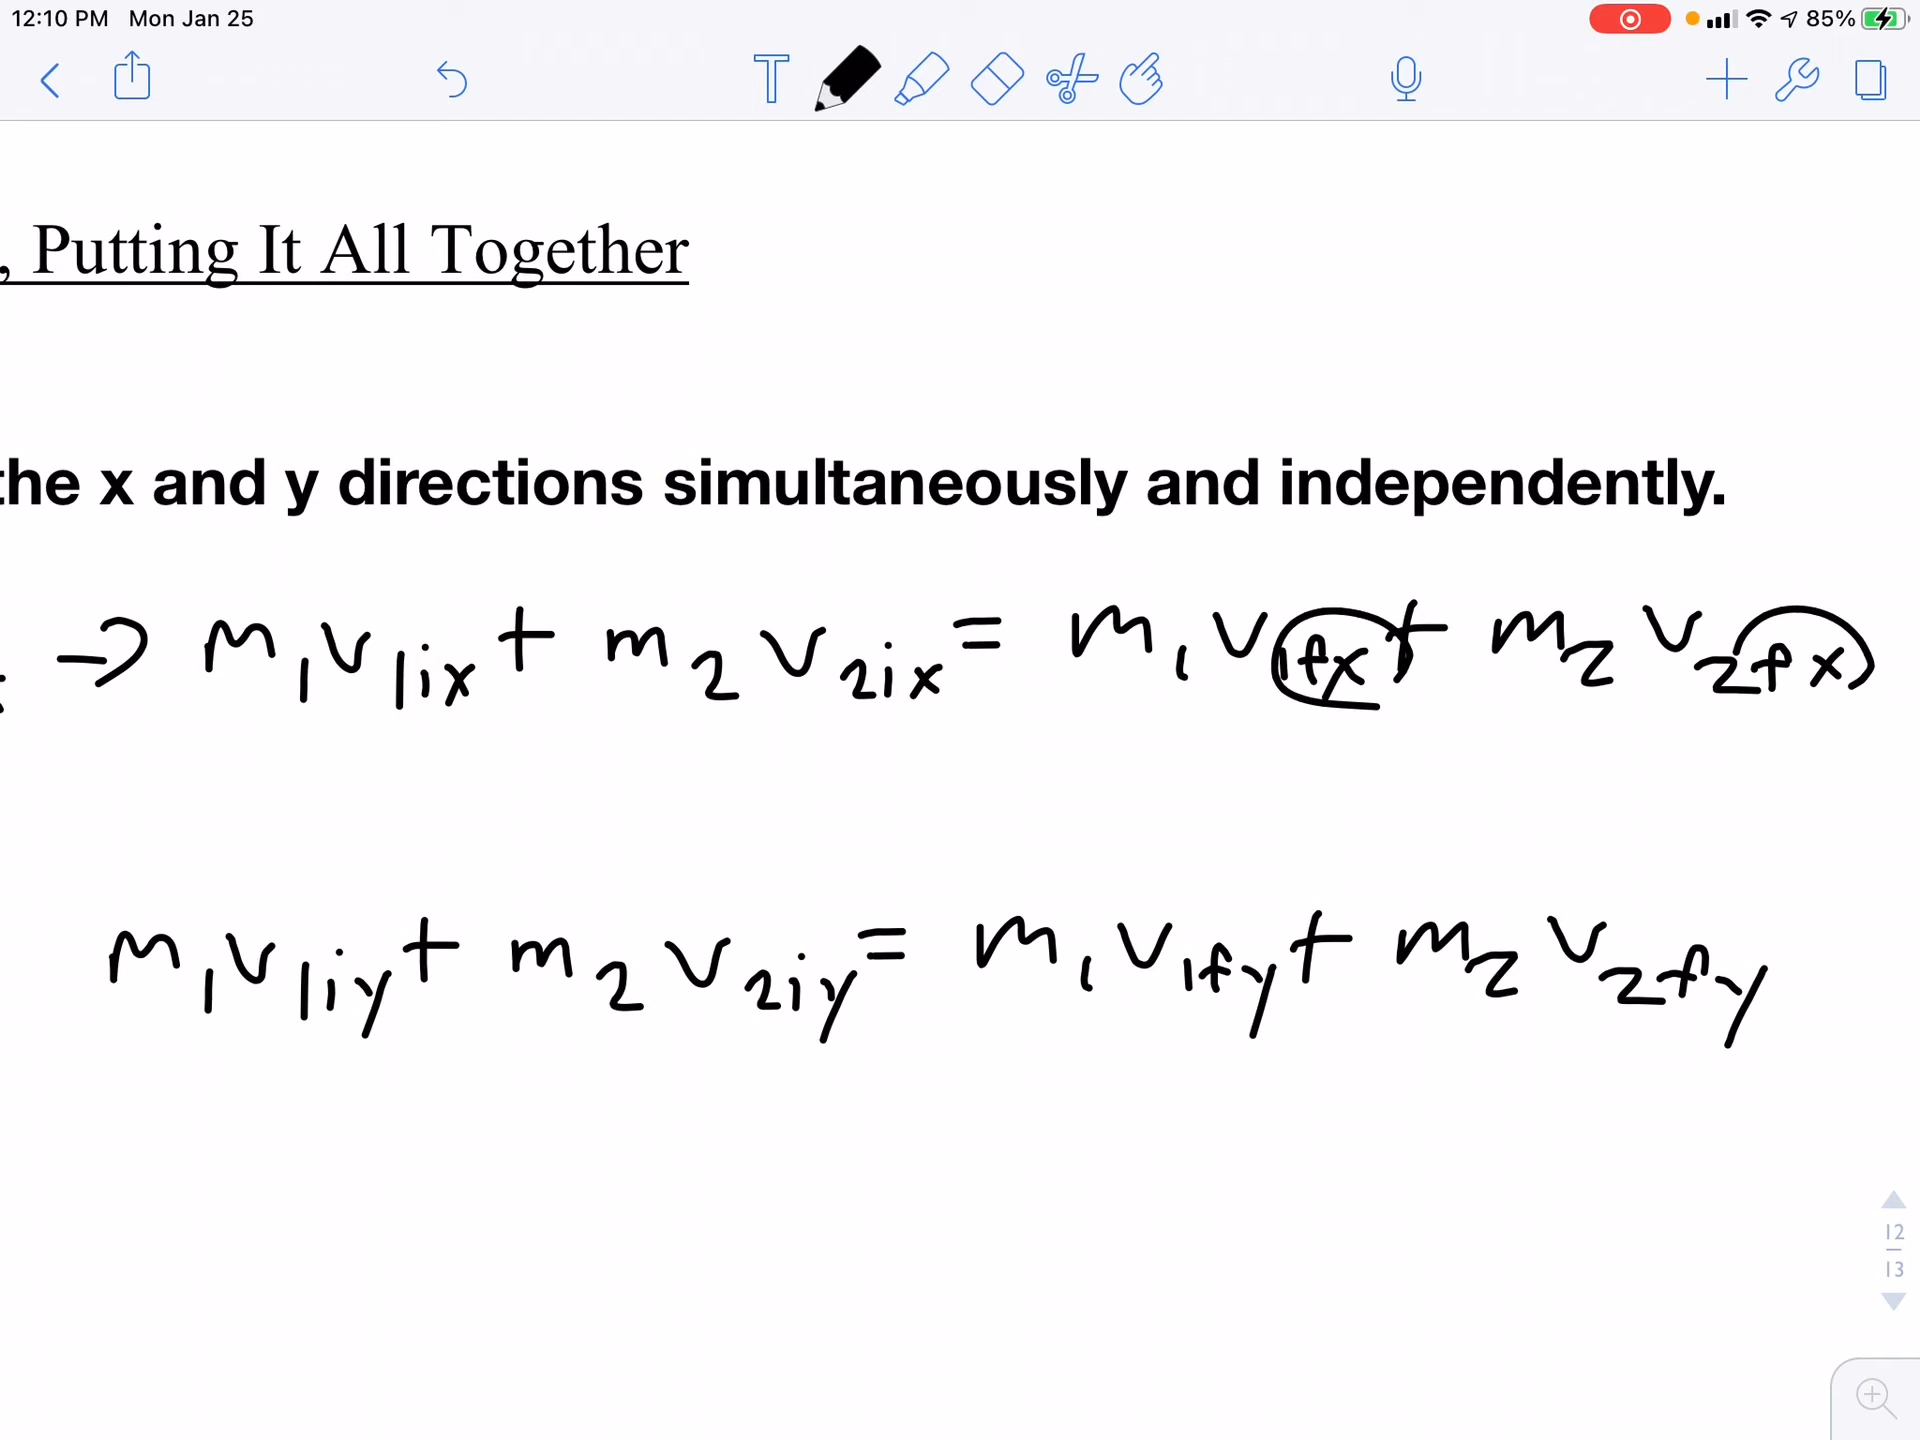 12:10 PM Mon Jan 25 85%
T
, Putting It All Together
the x and y directions simultaneously and independently.
→ m₁v₁ᵢₓ + m₂v₂ᵢₓ = m₁v₁fₓ + m₂v₂fₓ
m₁v₁ᵢy + m₂v₂ᵢy = m₁v₁fy + m₂v₂fy
12
13